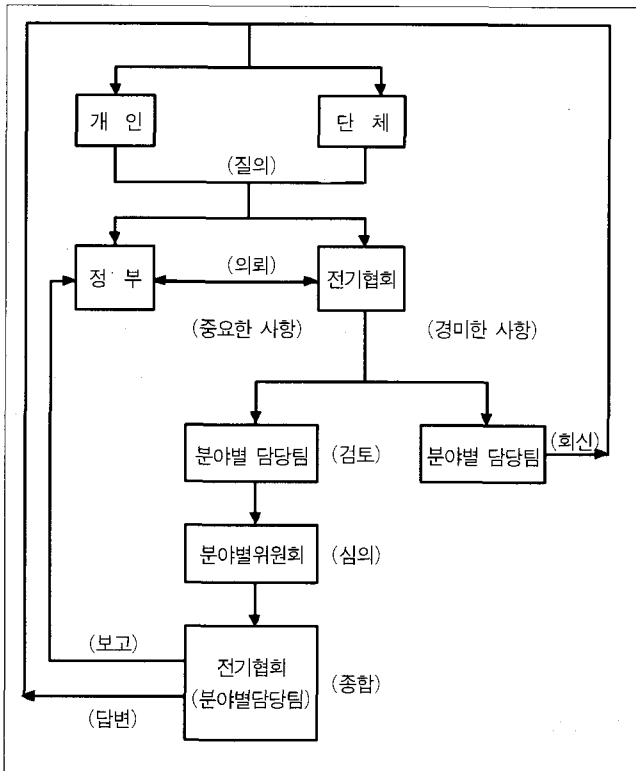 개 인
단 체
(질의)
정 부
(의뢰)
전기협회
(중요한 사항)
(경미한 사항)
분야별 담당팀
(검토)
분야별 담당팀
(회신)
분야별위원회
(심의)
(보고)
전기협회
(분야별담당팀)
(종합)
(답변)